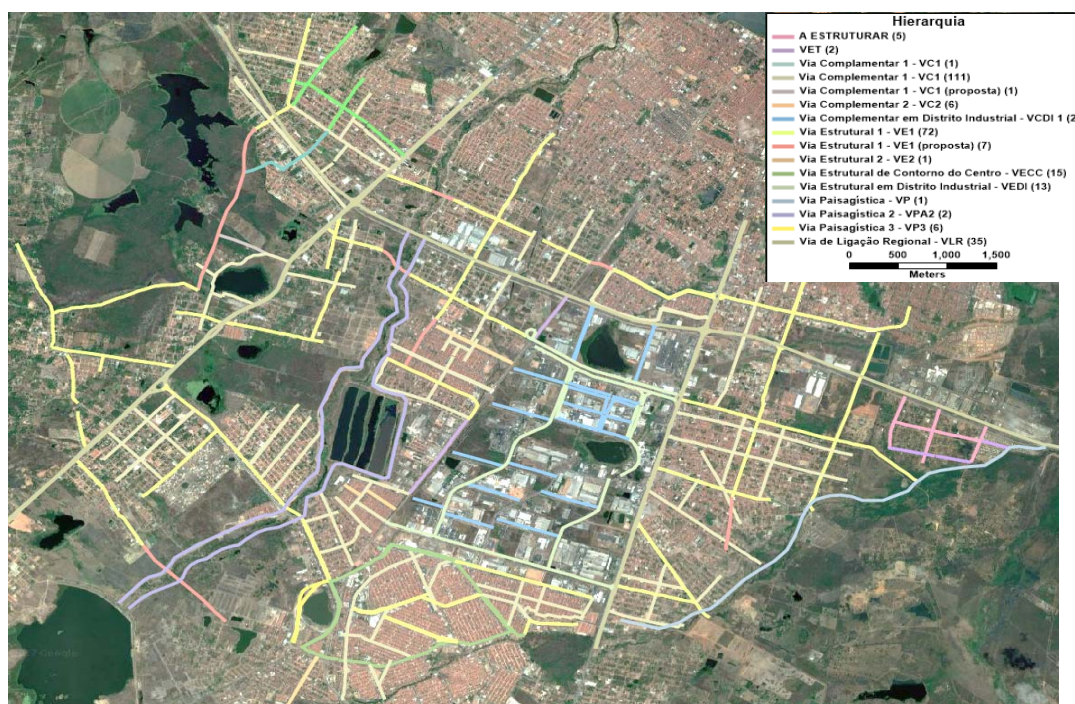 Hierarquia
A ESTRUTURAR (5)
VET (2)
Via Complamentar 1 - VC1 (1)
Via Complementar 1 - VC1 (111)
Via Complementar 1 - VC1 (proposta) (1)
Via Complementar 2 - VC2 (6)
Via Complementar em Distrito Industrial - VCDI 1 (2
Via Estrutural 1 - VE1 (72)
Via Estrutural 1 - VE1 (proposta) (7)
Via Estrutural 2 - VE2 (1)
Via Estrutural de Contorno do Centro - VECC (15)
Via Estrutural em Distrito Industrial - VEDI (13)
Via Paisagística - VP (1)
Via Paisagística 2 - VPA2 (2)
Via Paisagística 3 - VP3 (6)
Via de Ligação Regional - VLR (35)
0 500 1,000 1,500
Meters